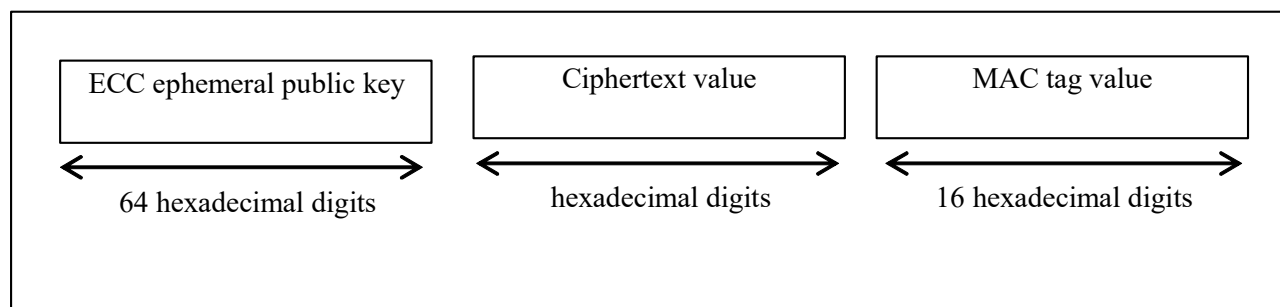 ECC ephemeral public key
Ciphertext value
MAC tag value
64 hexadecimal digits
hexadecimal digits
16 hexadecimal digits